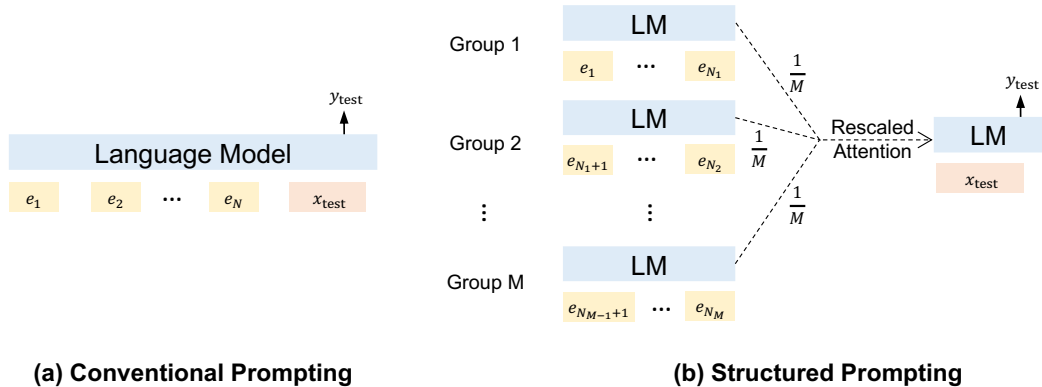 y_test
Language Model
e_1 e_2 ... e_N x_test
(a) Conventional Prompting
Group 1
LM
e_1 ... e_{N_1}
1/M
Group 2
LM
e_{N_1+1} ... e_{N_2}
1/M
⋮ ⋮
Group M
LM
e_{N_{M-1}+1} ... e_{N_M}
1/M
Rescaled
Attention
y_test
LM
x_test
(b) Structured Prompting